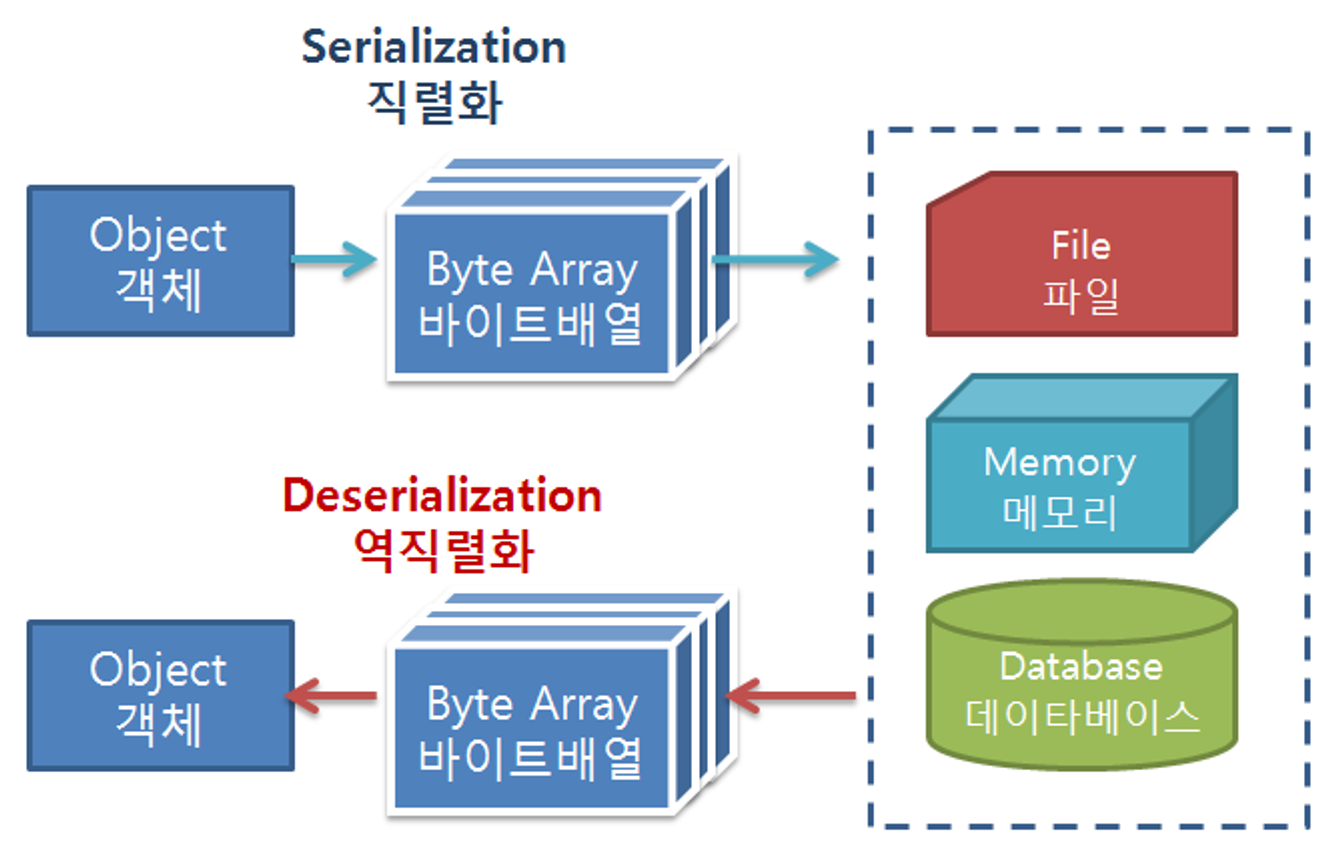 Serialization
직렬화
Object
객체
Byte Array
바이트배열
File
파일
Memory
메모리
Deserialization
역직렬화
Object
객체
Byte Array
바이트배열
Database
데이타베이스